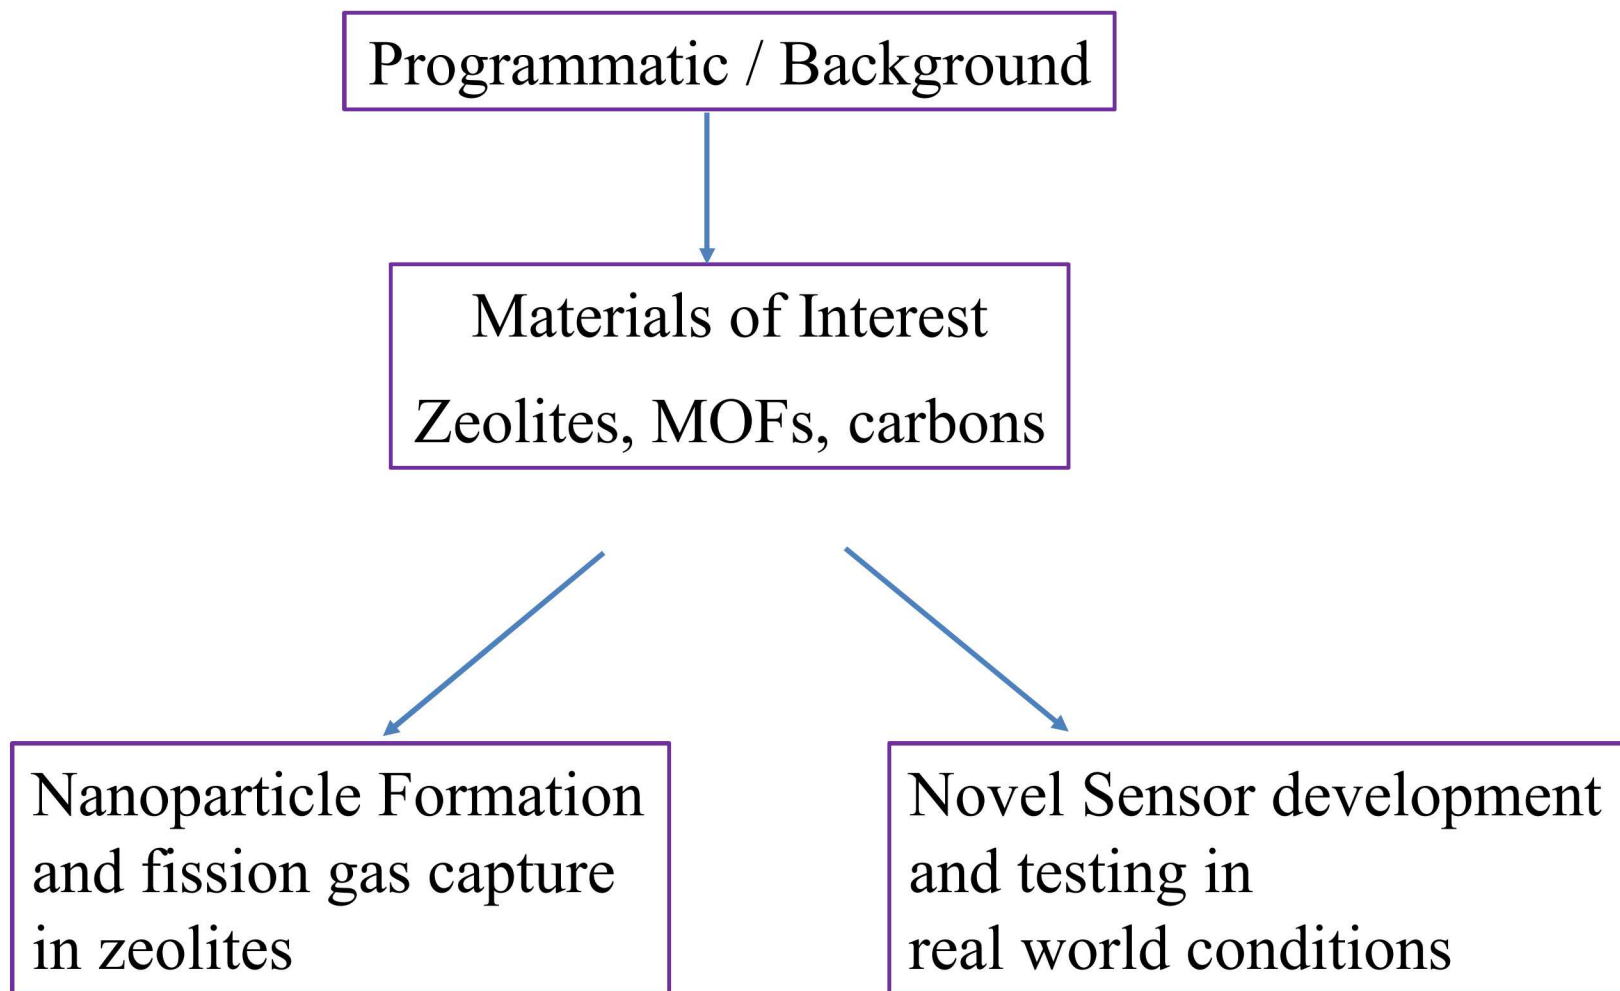 Programmatic / Background
Materials of Interest
Zeolites, MOFs, carbons
Nanoparticle Formation
and fission gas capture
in zeolites
Novel Sensor development
and testing in
real world conditions